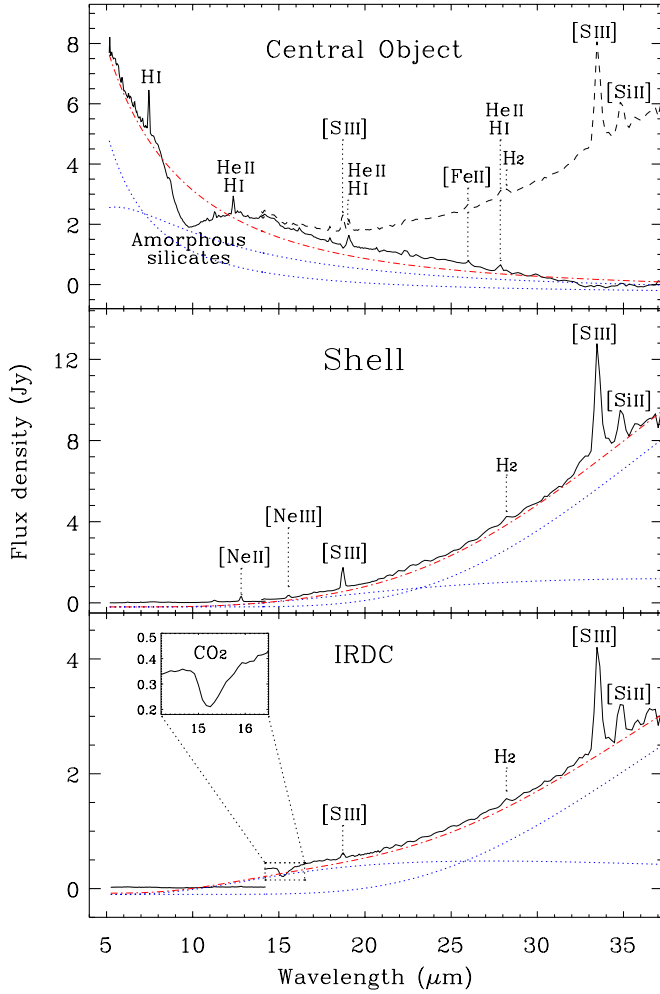 Central Object
[SIII]
[SiII]
HI
HeII
HI
[SIII]
HeII
HI
[FeII]
HeII
HI
H2
Amorphous
silicates
8
6
4
2
0
Shell
[SIII]
[SiII]
H2
[NeIII]
[NeII]
[SIII]
12
8
4
0
Flux density (Jy)
IRDC
CO2
0.5
0.4
0.3
0.2
15
16
[SIII]
[SiII]
H2
[SIII]
4
2
0
5
10
15
20
25
30
35
Wavelength (μm)